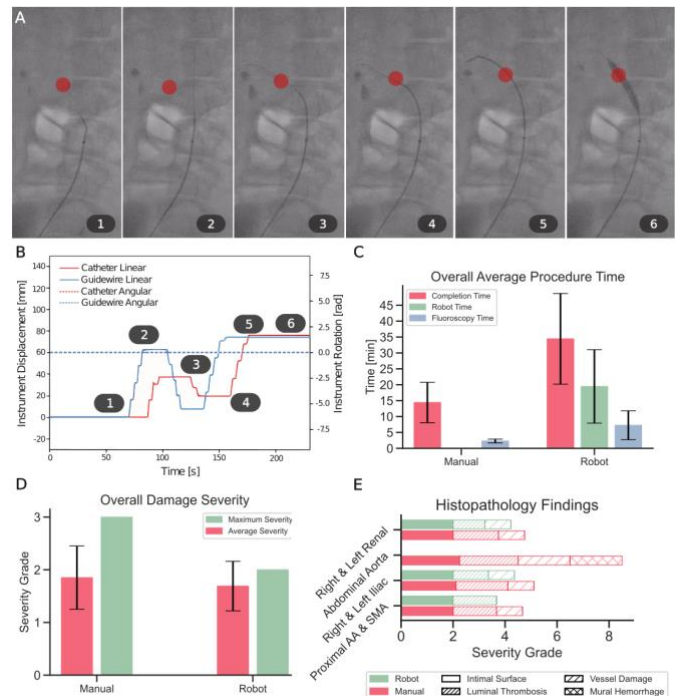 A
1
2
3
4
5
6
B
Catheter Linear
Guidewire Linear
Catheter Angular
Guidewire Angular
Instrument Displacement [mm]
140
120
100
80
60
40
20
0
-20
7.5
5.0
2.5
0.0
-2.5
-5.0
-7.5
Instrument Rotation [rad]
1
2
3
4
5
6
0
50
100
150
200
Time [s]
C
Overall Average Procedure Time
Completion Time
Robot Time
Fluoroscopy Time
Time [min]
45
40
35
30
25
20
15
10
5
0
Manual
Robot
D
Overall Damage Severity
Maximum Severity
Average Severity
Severity Grade
3
2
1
0
Manual
Robot
E
Histopathology Findings
Right & Left Renal
Abdominal Aorta
Right & Left Iliac
Proximal AA & SMA
0
2
4
6
8
Severity Grade
Robot
Manual
Intimal Surface
Luminal Thrombosis
Vessel Damage
Mural Hemorrhage